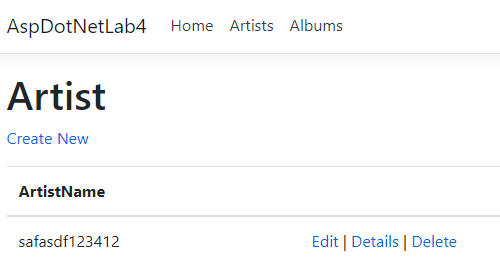 AspDotNetLab4 Home Artists Albums
Artist
Create New
ArtistName
safasdf123412 Edit | Details | Delete